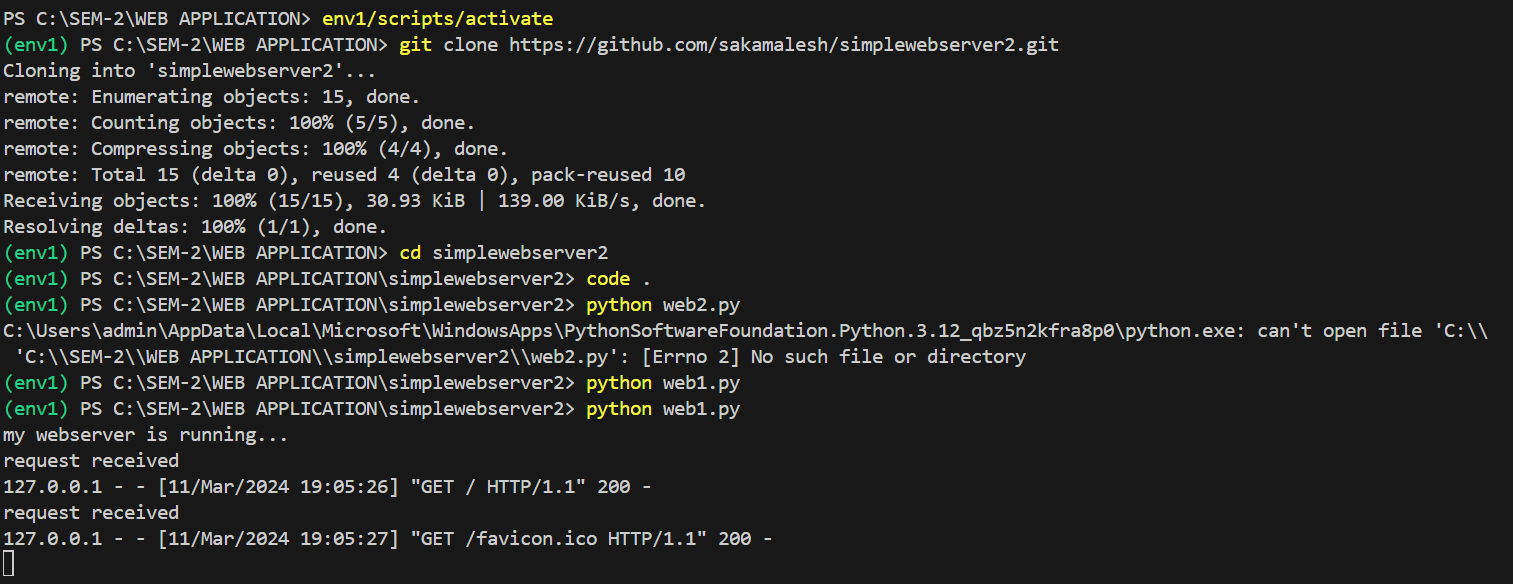 PS C:\SEM-2\WEB APPLICATION> env1/scripts/activate
(env1) PS C:\SEM-2\WEB APPLICATION> git clone https://github.com/sakamalesh/simplewebserver2.git
Cloning into 'simplewebserver2'...
remote: Enumerating objects: 15, done.
remote: Counting objects: 100% (5/5), done.
remote: Compressing objects: 100% (4/4), done.
remote: Total 15 (delta 0), reused 4 (delta 0), pack-reused 10
Receiving objects: 100% (15/15), 30.93 KiB | 139.00 KiB/s, done.
Resolving deltas: 100% (1/1), done.
(env1) PS C:\SEM-2\WEB APPLICATION> cd simplewebserver2
(env1) PS C:\SEM-2\WEB APPLICATION\simplewebserver2> code .
(env1) PS C:\SEM-2\WEB APPLICATION\simplewebserver2> python web2.py
C:\Users\admin\AppData\Local\Microsoft\WindowsApps\PythonSoftwareFoundation.Python.3.12_qbz5n2kfra8p0\python.exe: can't open file 'C:\\
 'C:\\SEM-2\\WEB APPLICATION\\simplewebserver2\\web2.py': [Errno 2] No such file or directory
(env1) PS C:\SEM-2\WEB APPLICATION\simplewebserver2> python web1.py
(env1) PS C:\SEM-2\WEB APPLICATION\simplewebserver2> python web1.py
my webserver is running...
request received
127.0.0.1 - - [11/Mar/2024 19:05:26] "GET / HTTP/1.1" 200 -
request received
127.0.0.1 - - [11/Mar/2024 19:05:27] "GET /favicon.ico HTTP/1.1" 200 -